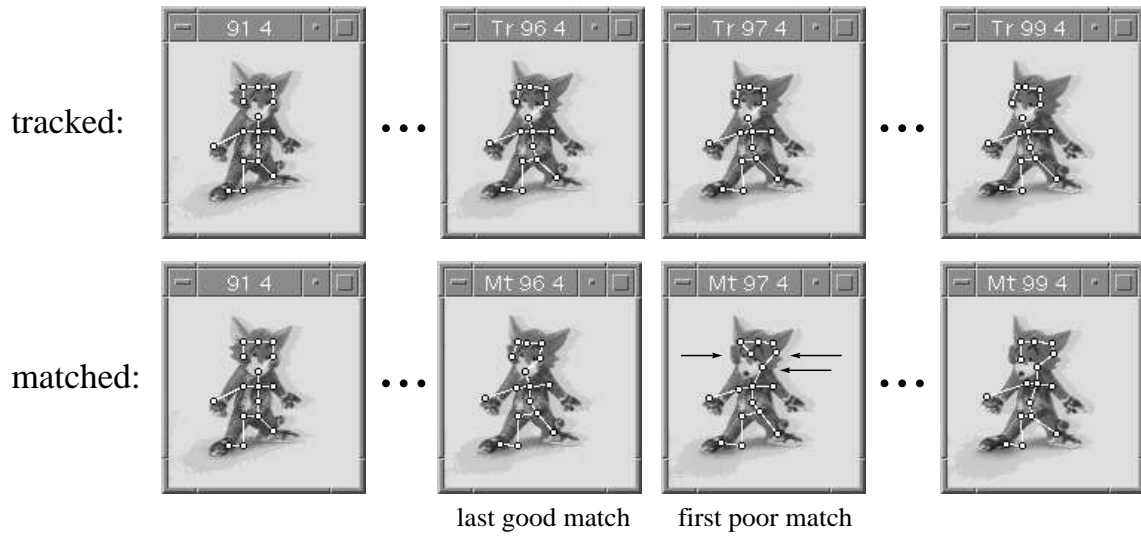 91 4
Tr 96 4
Tr 97 4
Tr 99 4
tracked:
...
...
91 4
Mt 96 4
Mt 97 4
Mt 99 4
matched:
...
...
last good match
first poor match